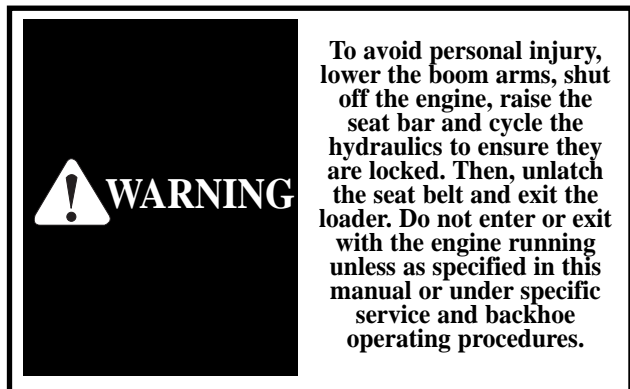 WARNING
To avoid personal injury,
lower the boom arms, shut
off the engine, raise the
seat bar and cycle the
hydraulics to ensure they
are locked. Then, unlatch
the seat belt and exit the
loader. Do not enter or exit
with the engine running
unless as specified in this
manual or under specific
service and backhoe
operating procedures.